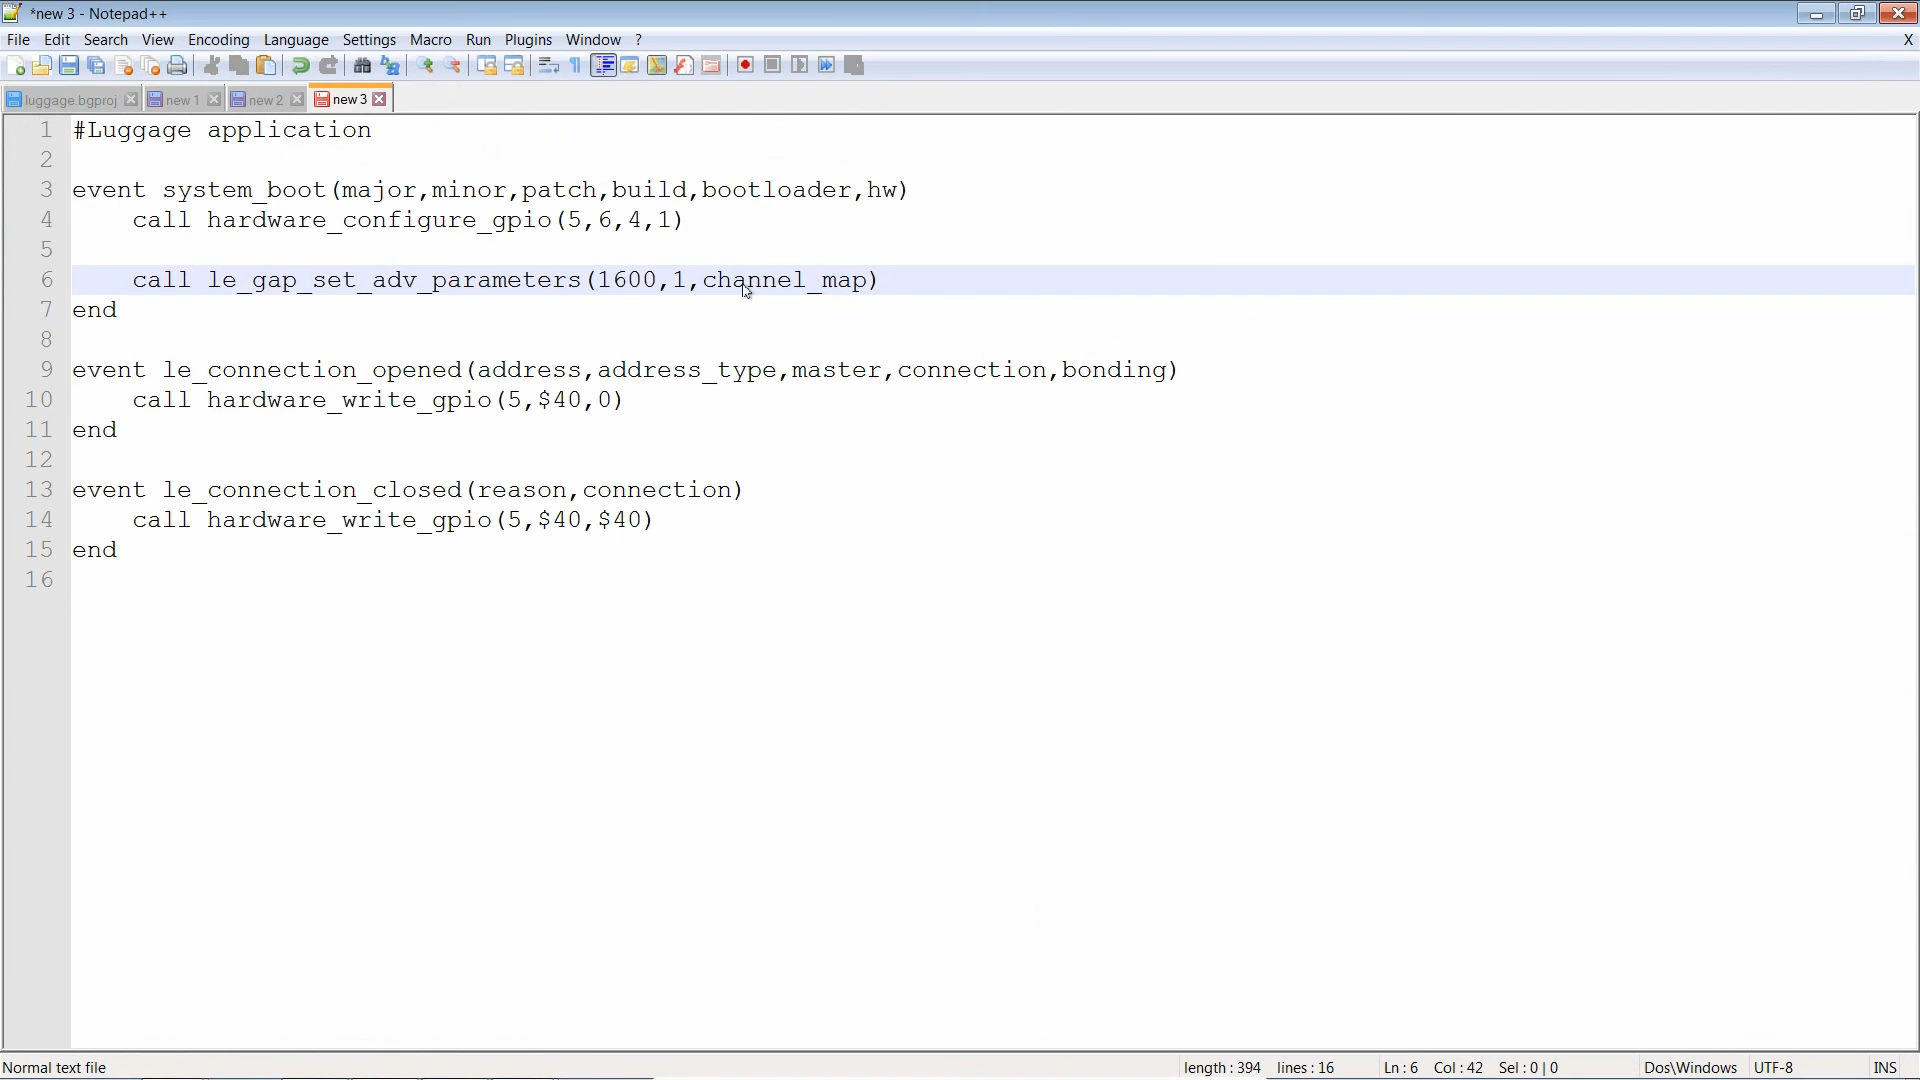 *new 3 - Notepad++
File Edit Search View Encoding Language Settings Macro Run Plugins Window ? X
luggage.bgproj new 1 new 2 new 3
1 #Luggage application
2
3 event system_boot(major,minor,patch,build,bootloader,hw)
4 call hardware_configure_gpio(5,6,4,1)
5
6 call le_gap_set_adv_parameters(1600,1,channel_map)
7 end
8
9 event le_connection_opened(address,address_type,master,connection,bonding)
10 call hardware_write_gpio(5,$40,0)
11 end
12
13 event le_connection_closed(reason,connection)
14 call hardware_write_gpio(5,$40,$40)
15 end
16
Normal text file length : 394 lines : 16 Ln : 6 Col : 42 Sel : 0 | 0 Dos\Windows UTF-8 INS